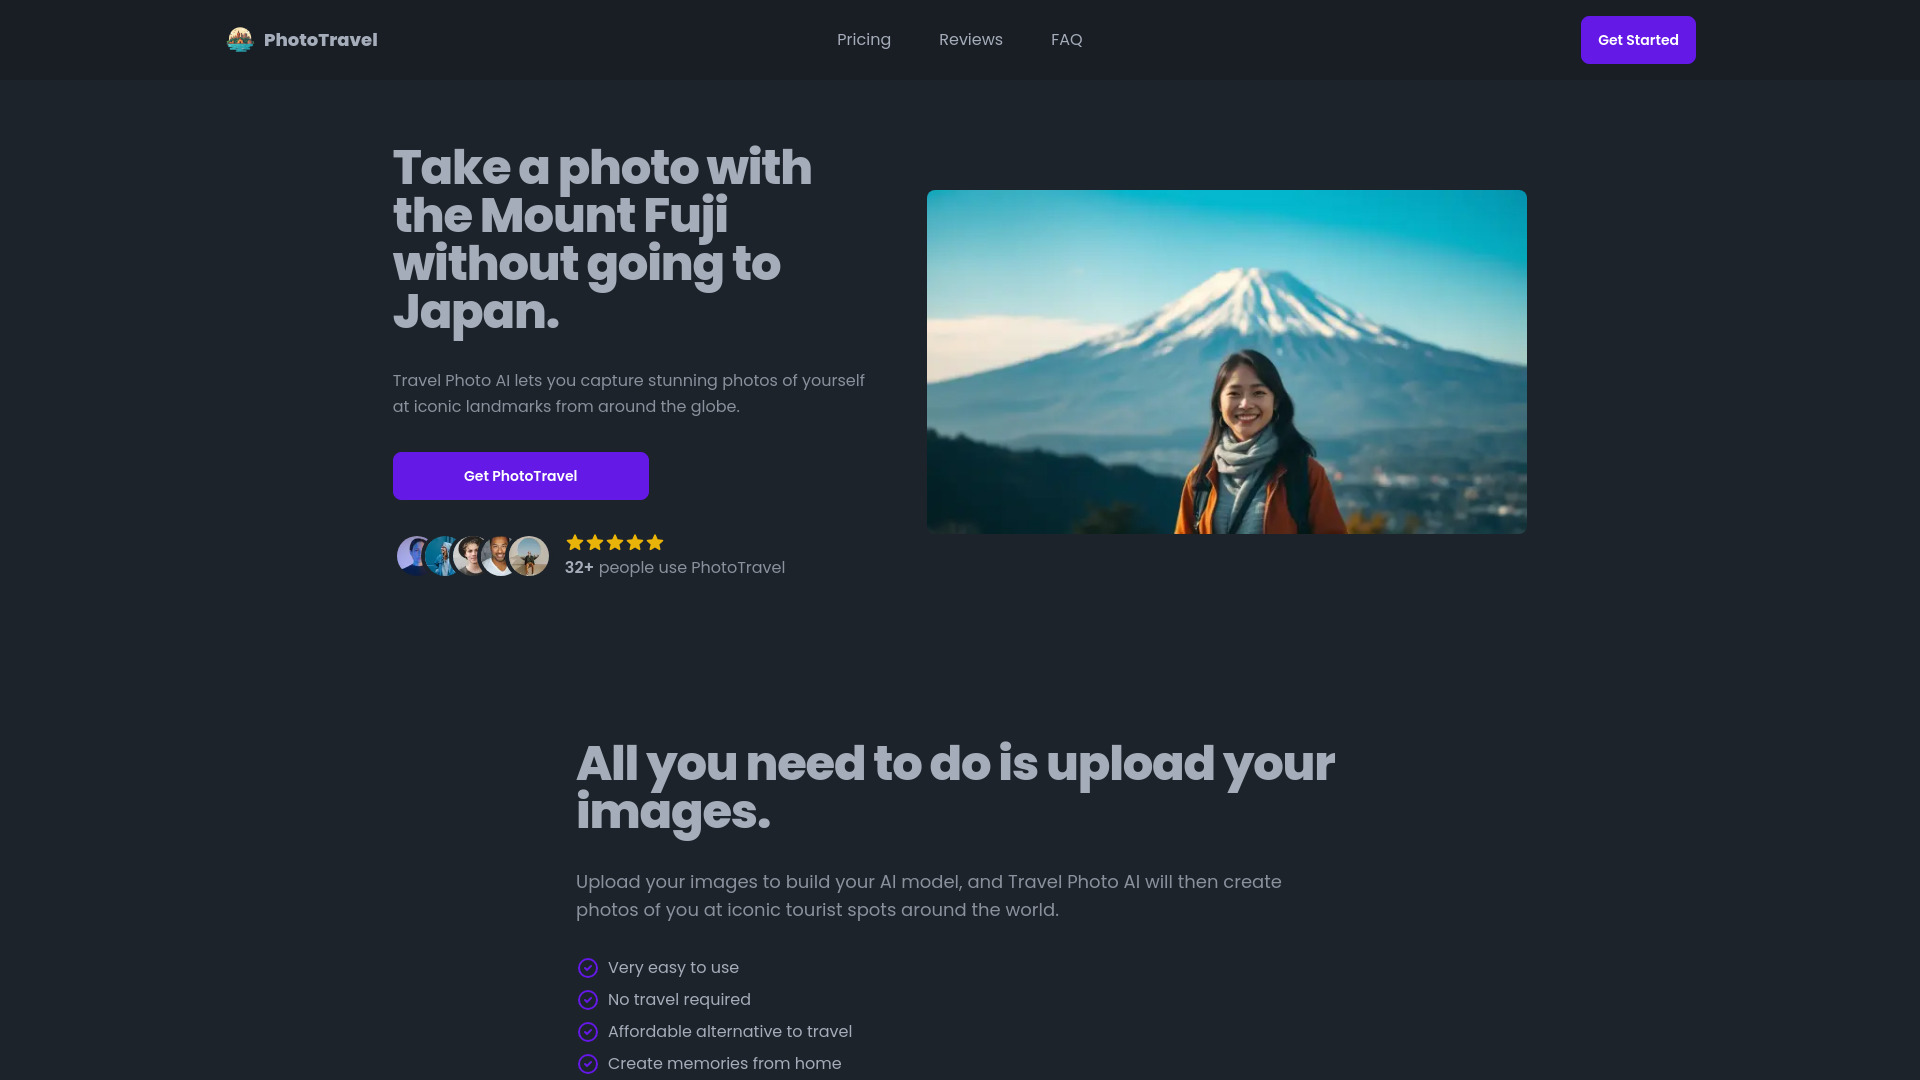 PhotoTravel
Pricing
Reviews
FAQ
Get Started
Take a photo with
the Mount Fuji
without going to
Japan.
Travel Photo AI lets you capture stunning photos of yourself
at iconic landmarks from around the globe.
Get PhotoTravel
32+ people use PhotoTravel
All you need to do is upload your
images.
Upload your images to build your AI model, and Travel Photo AI will then create
photos of you at iconic tourist spots around the world.
Very easy to use
No travel required
Affordable alternative to travel
Create memories from home